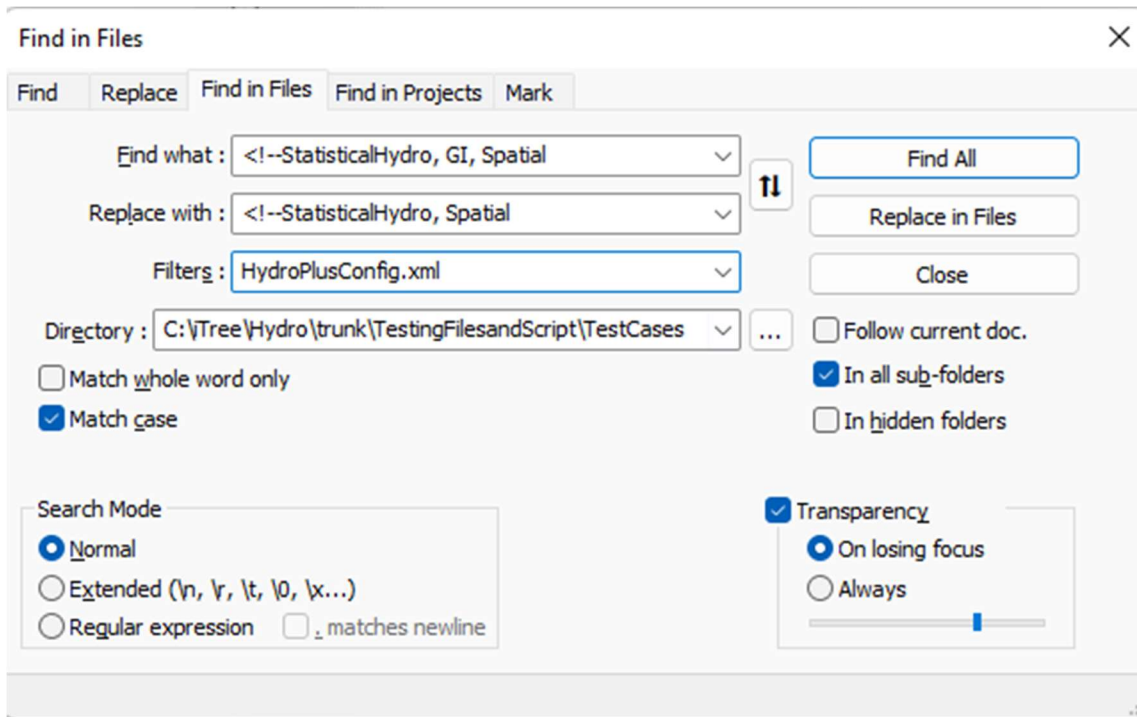 Find in Files
Find Replace Find in Files Find in Projects Mark
Find what : <!--StatisticalHydro, GI, Spatial
Find All
Replace with : <!--StatisticalHydro, Spatial
Replace in Files
Filters : HydroPlusConfig.xml
Close
Directory : C:\iTree\Hydro\trunk\TestingFilesandScript\TestCases ...
Follow current doc.
Match whole word only
In all sub-folders
Match case
In hidden folders
Search Mode
Transparency
Normal
On losing focus
Extended (\n, \r, \t, \0, \x...)
Always
Regular expression . matches newline